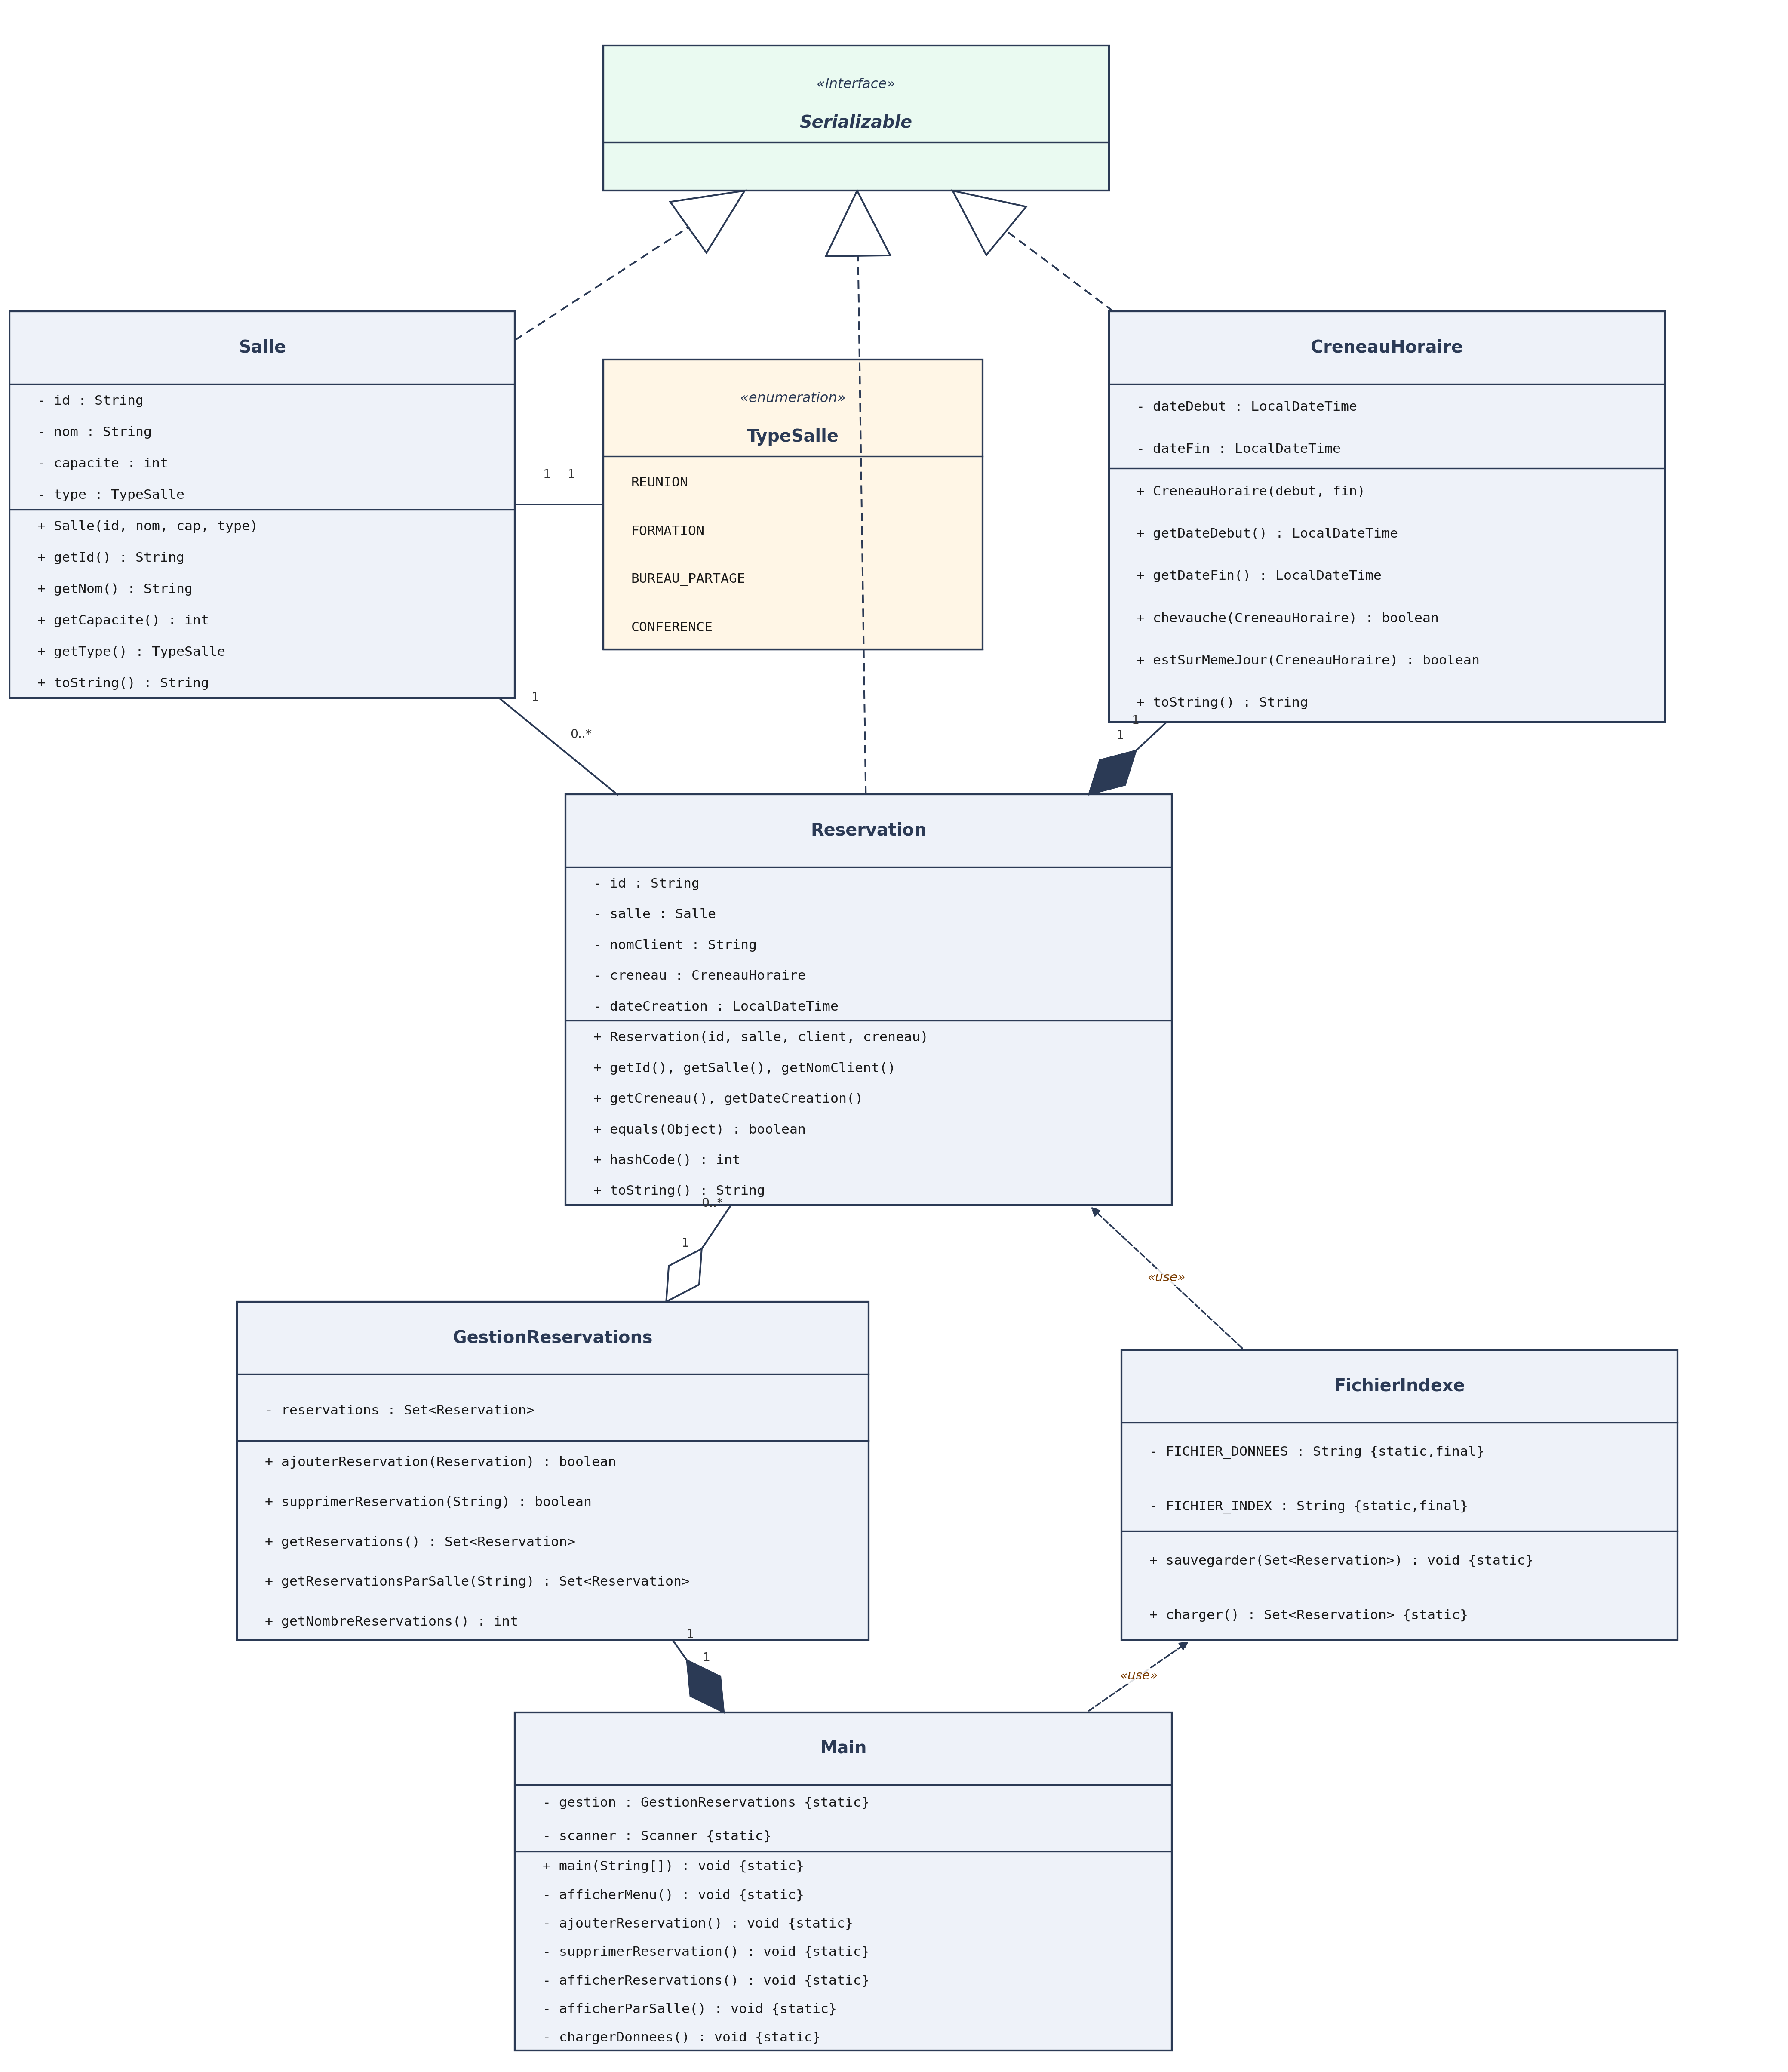 «interface»
Serializable
Salle
- id : String
- nom : String
- capacite : int
- type : TypeSalle
+ Salle(id, nom, cap, type)
+ getId() : String
+ getNom() : String
+ getCapacite() : int
+ getType() : TypeSalle
+ toString() : String
1 1
«enumeration»
TypeSalle
REUNION
FORMATION
BUREAU_PARTAGE
CONFERENCE
CreneauHoraire
- dateDebut : LocalDateTime
- dateFin : LocalDateTime
+ CreneauHoraire(debut, fin)
+ getDateDebut() : LocalDateTime
+ getDateFin() : LocalDateTime
+ chevauche(CreneauHoraire) : boolean
+ estSurMemeJour(CreneauHoraire) : boolean
+ toString() : String
1
0..*
1
1
Reservation
- id : String
- salle : Salle
- nomClient : String
- creneau : CreneauHoraire
- dateCreation : LocalDateTime
+ Reservation(id, salle, client, creneau)
+ getId(), getSalle(), getNomClient()
+ getCreneau(), getDateCreation()
+ equals(Object) : boolean
+ hashCode() : int
+ toString() : String
0..*
1
«use»
GestionReservations
- reservations : Set<Reservation>
+ ajouterReservation(Reservation) : boolean
+ supprimerReservation(String) : boolean
+ getReservations() : Set<Reservation>
+ getReservationsParSalle(String) : Set<Reservation>
+ getNombreReservations() : int
FichierIndexe
- FICHIER_DONNEES : String {static,final}
- FICHIER_INDEX : String {static,final}
+ sauvegarder(Set<Reservation>) : void {static}
+ charger() : Set<Reservation> {static}
1
1
«use»
Main
- gestion : GestionReservations {static}
- scanner : Scanner {static}
+ main(String[]) : void {static}
- afficherMenu() : void {static}
- ajouterReservation() : void {static}
- supprimerReservation() : void {static}
- afficherReservations() : void {static}
- afficherParSalle() : void {static}
- chargerDonnees() : void {static}